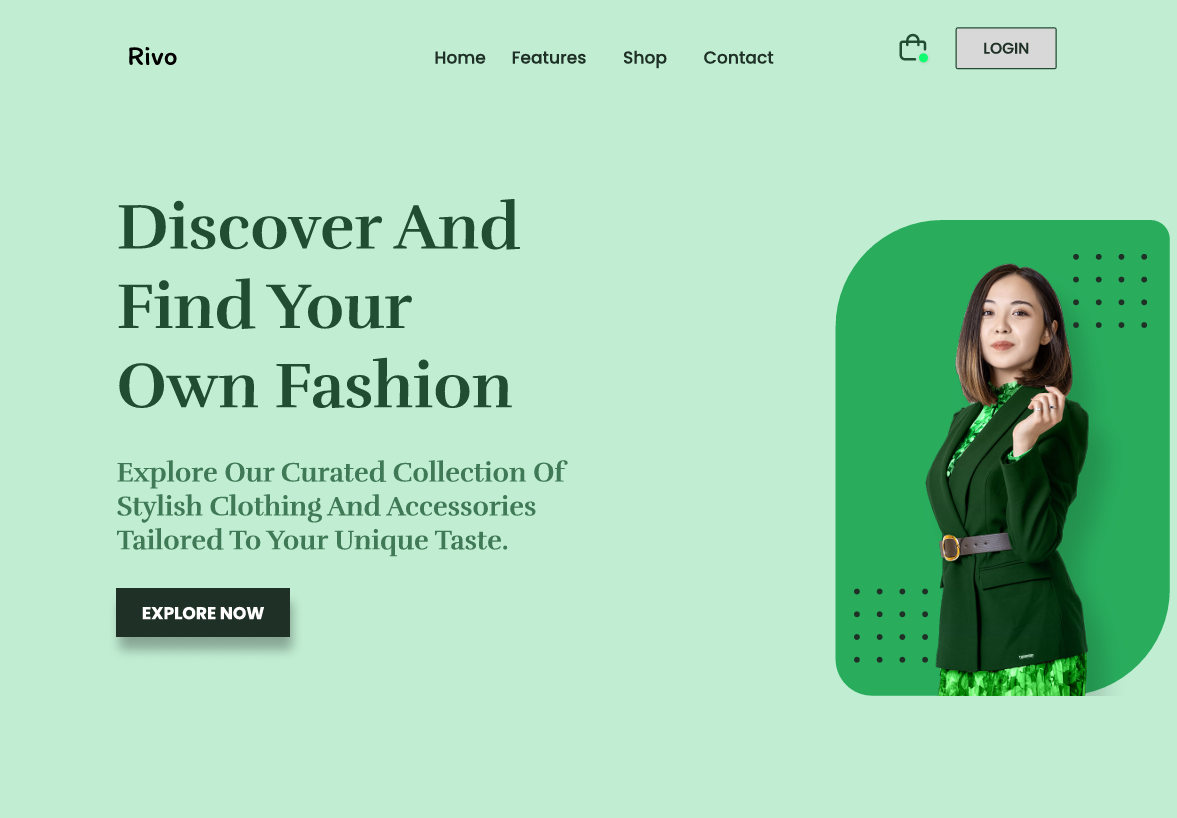 Rivo
Home Features Shop Contact
LOGIN
Discover And
Find Your
Own Fashion
Explore Our Curated Collection Of
Stylish Clothing And Accessories
Tailored To Your Unique Taste.
EXPLORE NOW